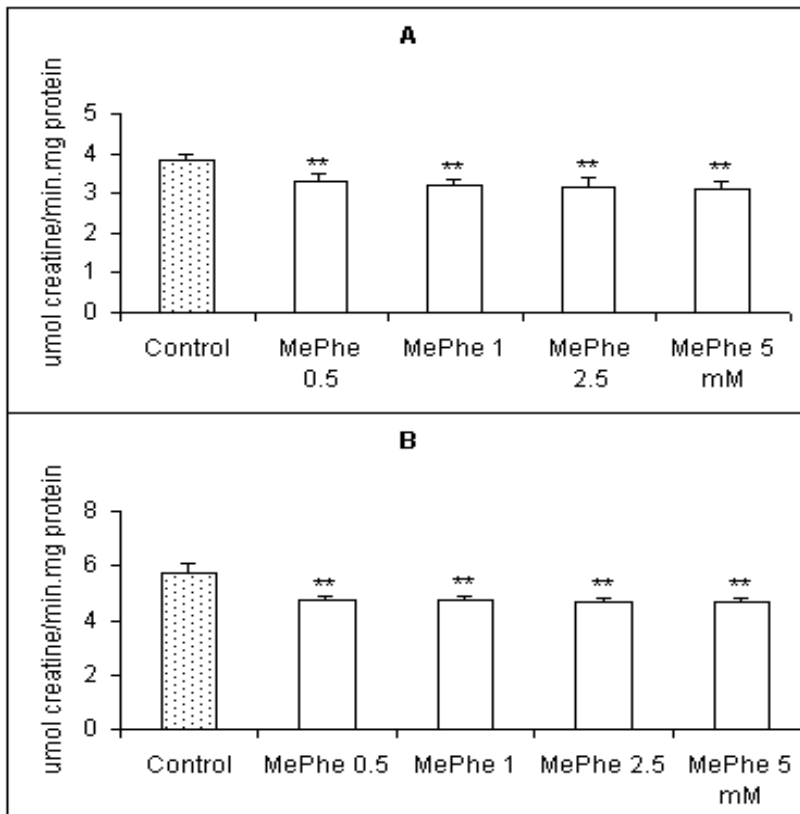 A
umol creatine/min.mg protein
5
4
3
2
1
0
** ** ** **
Control MePhe 0.5 MePhe 1 MePhe 2.5 MePhe 5 mM
B
umol creatine/min.mg protein
8
6
4
2
0
** ** ** **
Control MePhe 0.5 MePhe 1 MePhe 2.5 MePhe 5 mM